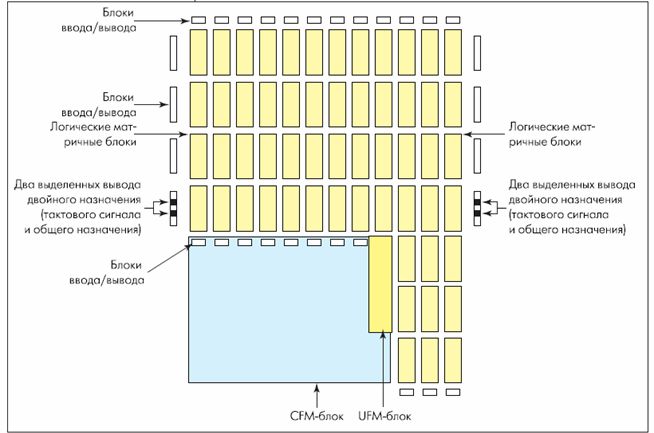 Блоки
ввода/вывода
Блоки
ввода/вывода
Логические мат-
ричные блоки
Логические мат-
ричные блоки
Два выделенных вывода
двойного назначения
(тактового сигнала
и общего назначения)
Два выделенных вывода
двойного назначения
(тактового сигнала
и общего назначения)
Блоки
ввода/вывода
CFM-блок
UFM-блок